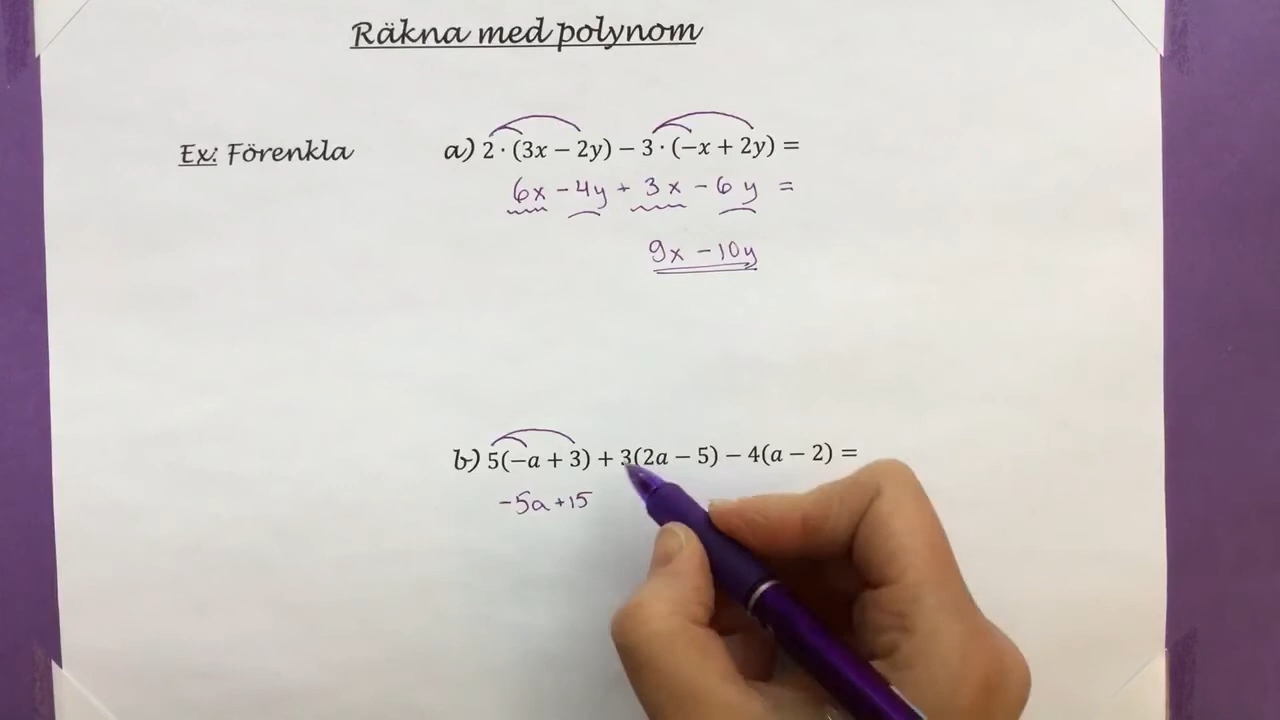 Räkna med polynom
Ex: Förenkla
a) 2 · (3x − 2y) − 3 · (−x + 2y) =
6x - 4y + 3x - 6y =
9x - 10y
b) 5(−a + 3) + 3(2a − 5) − 4(a − 2) =
-5a + 15